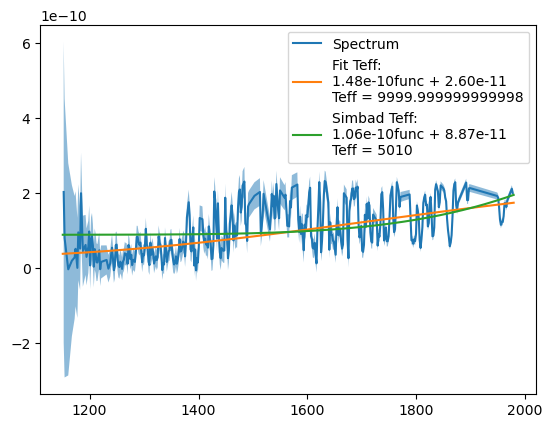 1e−10
Spectrum
Fit Teff:
1.48e-10func + 2.60e-11
Teff = 9999.999999999998
Simbad Teff:
1.06e-10func + 8.87e-11
Teff = 5010
6
4
2
0
−2
1200 1400 1600 1800 2000